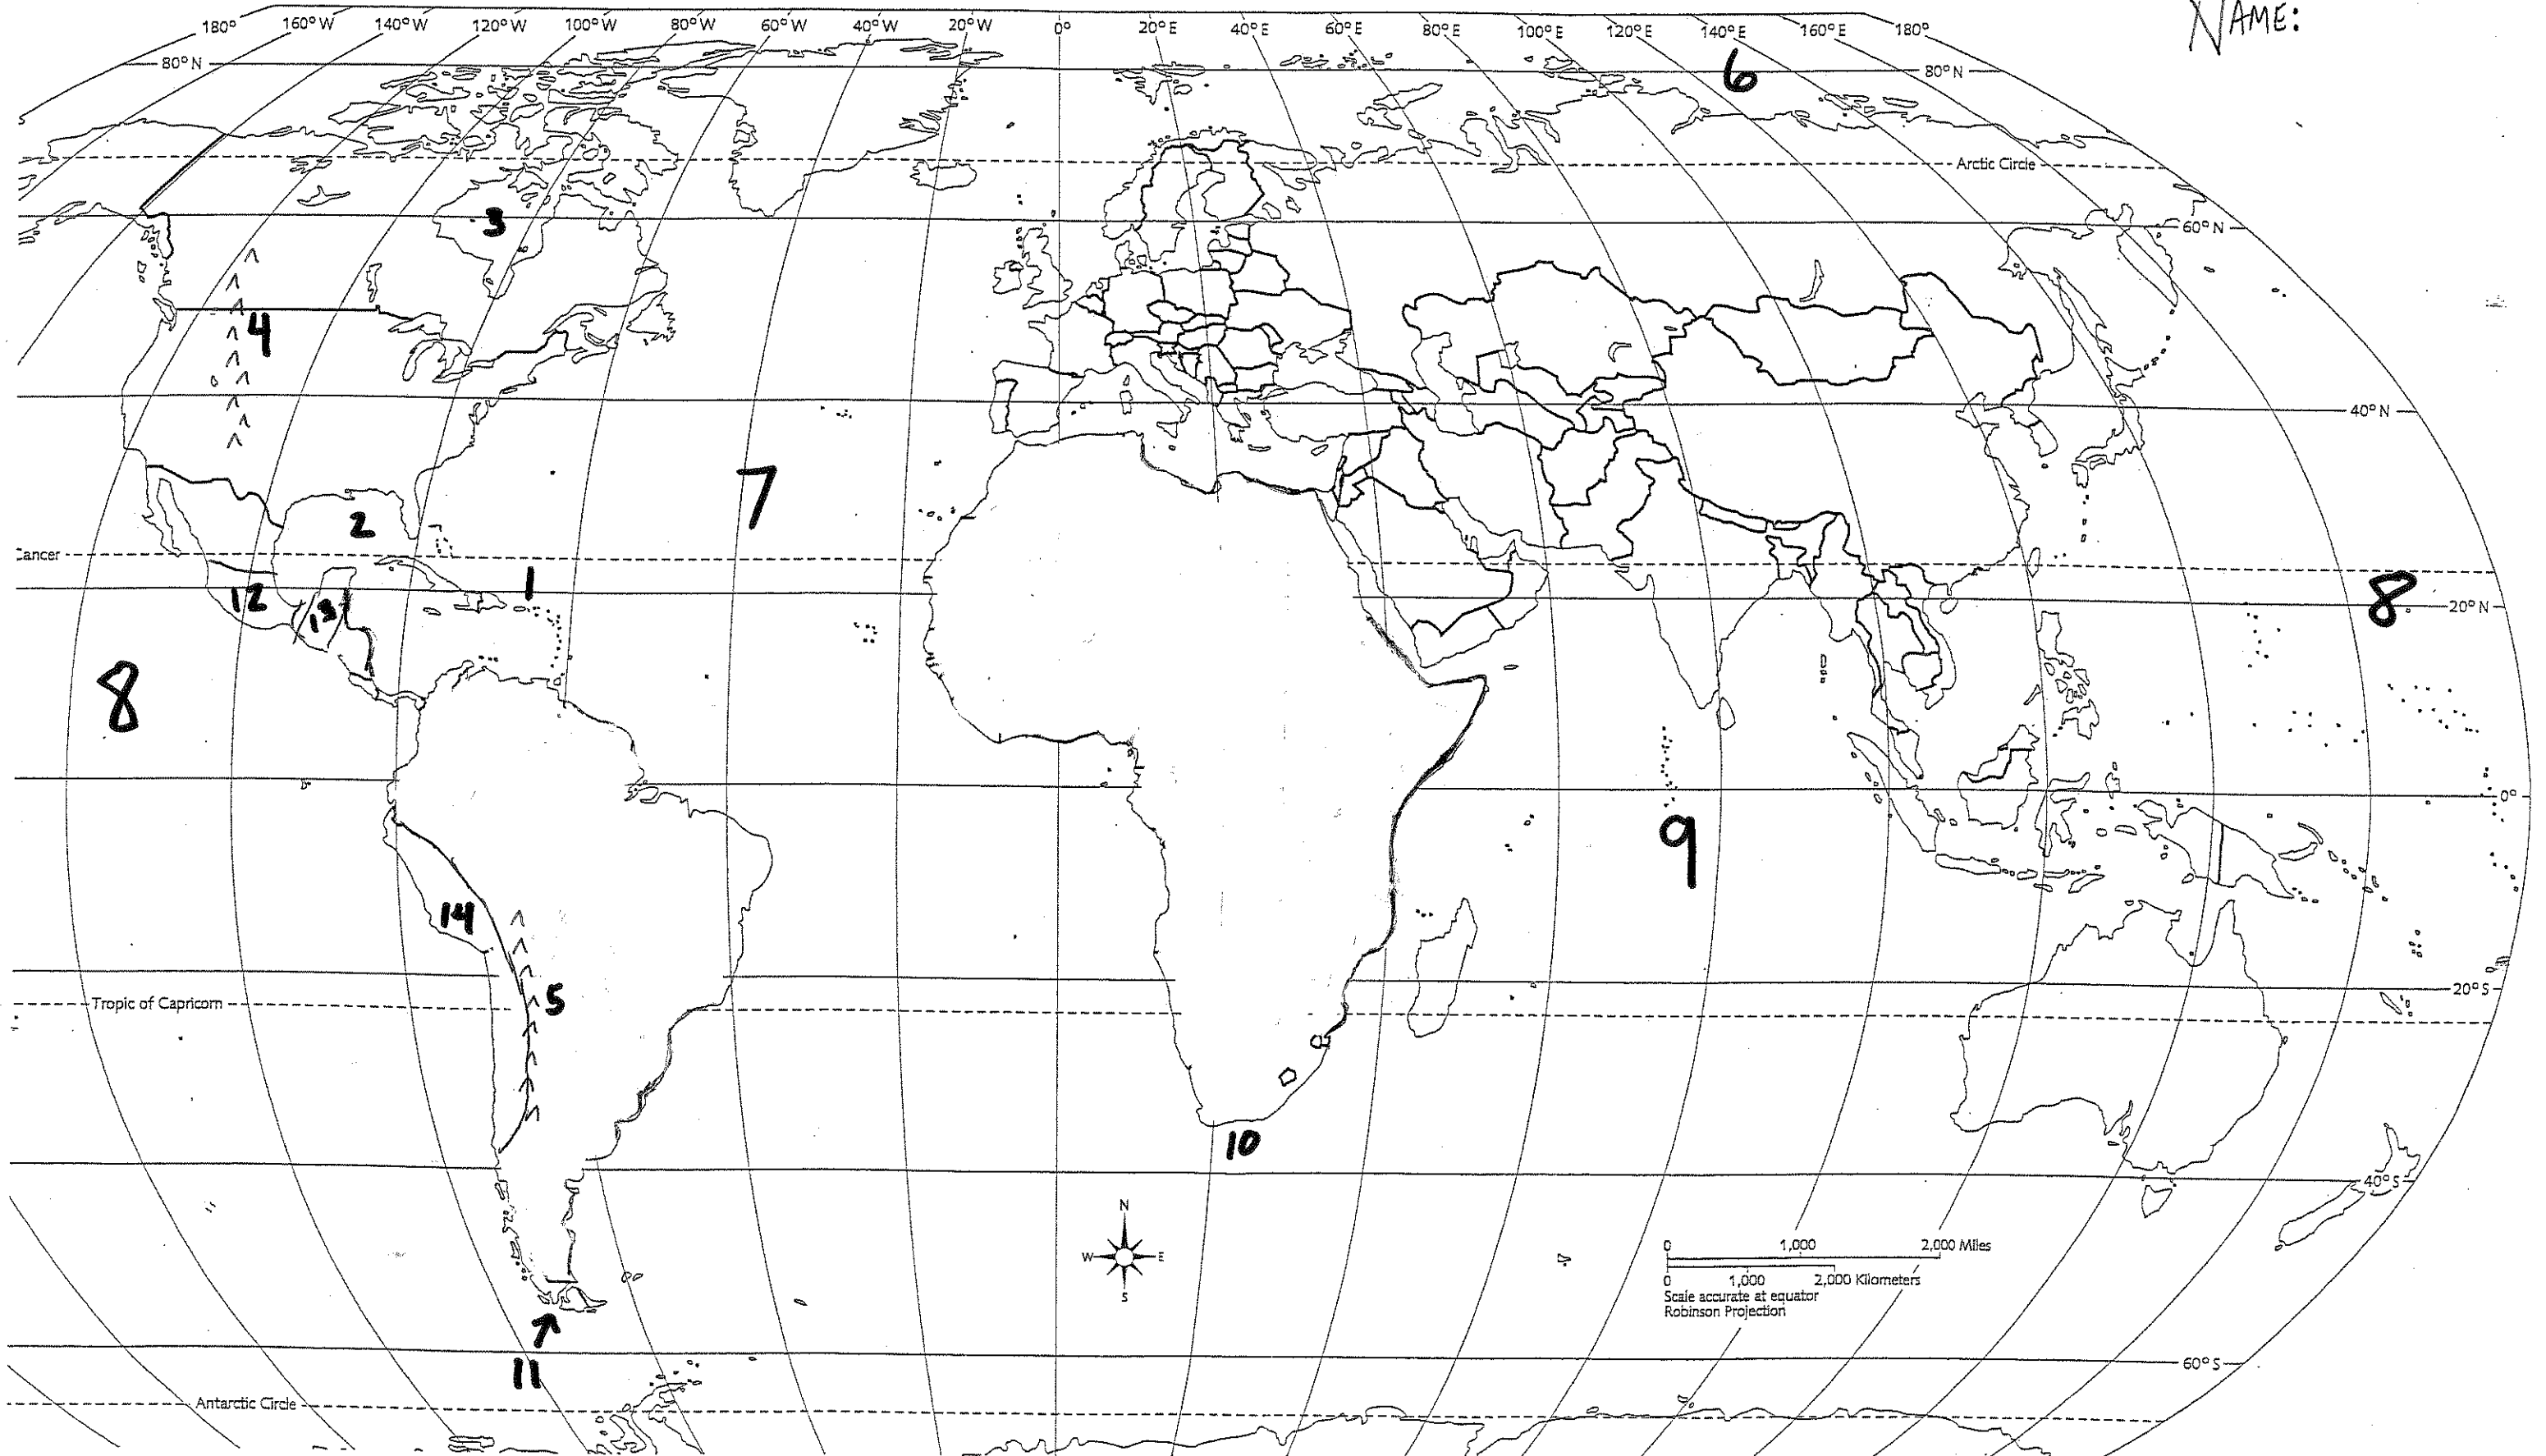 NAME:
180° 160°W 140°W 120°W 100°W 80°W 60°W 40°W 20°W 0° 20°E 40°E 60°E 80°E 100°E 120°E 140°E 160°E 180°
80°N 6 80°N
Arctic Circle
3 60°N
4
40°N
7
2
ancer
1
12 13 8 20°N
8
0°
9
14
5 20°S
Tropic of Capricorn
10
40°S
N
W E
S
0 1,000 2,000 Miles
0 1,000 2,000 Kilometers
Scale accurate at equator
Robinson Projection
11
60°S
Antarctic Circle